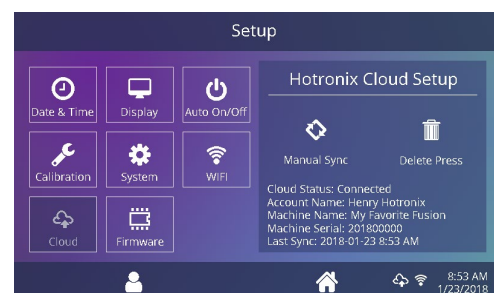 Setup
Date & Time
Display
Auto On/Off
Calibration
System
WIFI
Cloud
Firmware
Hotronix Cloud Setup
Manual Sync
Delete Press
Cloud Status: Connected
Account Name: Henry Hotronix
Machine Name: My Favorite Fusion
Machine Serial: 201800000
Last Sync: 2018-01-23 8:53 AM
8:53 AM
1/23/2018